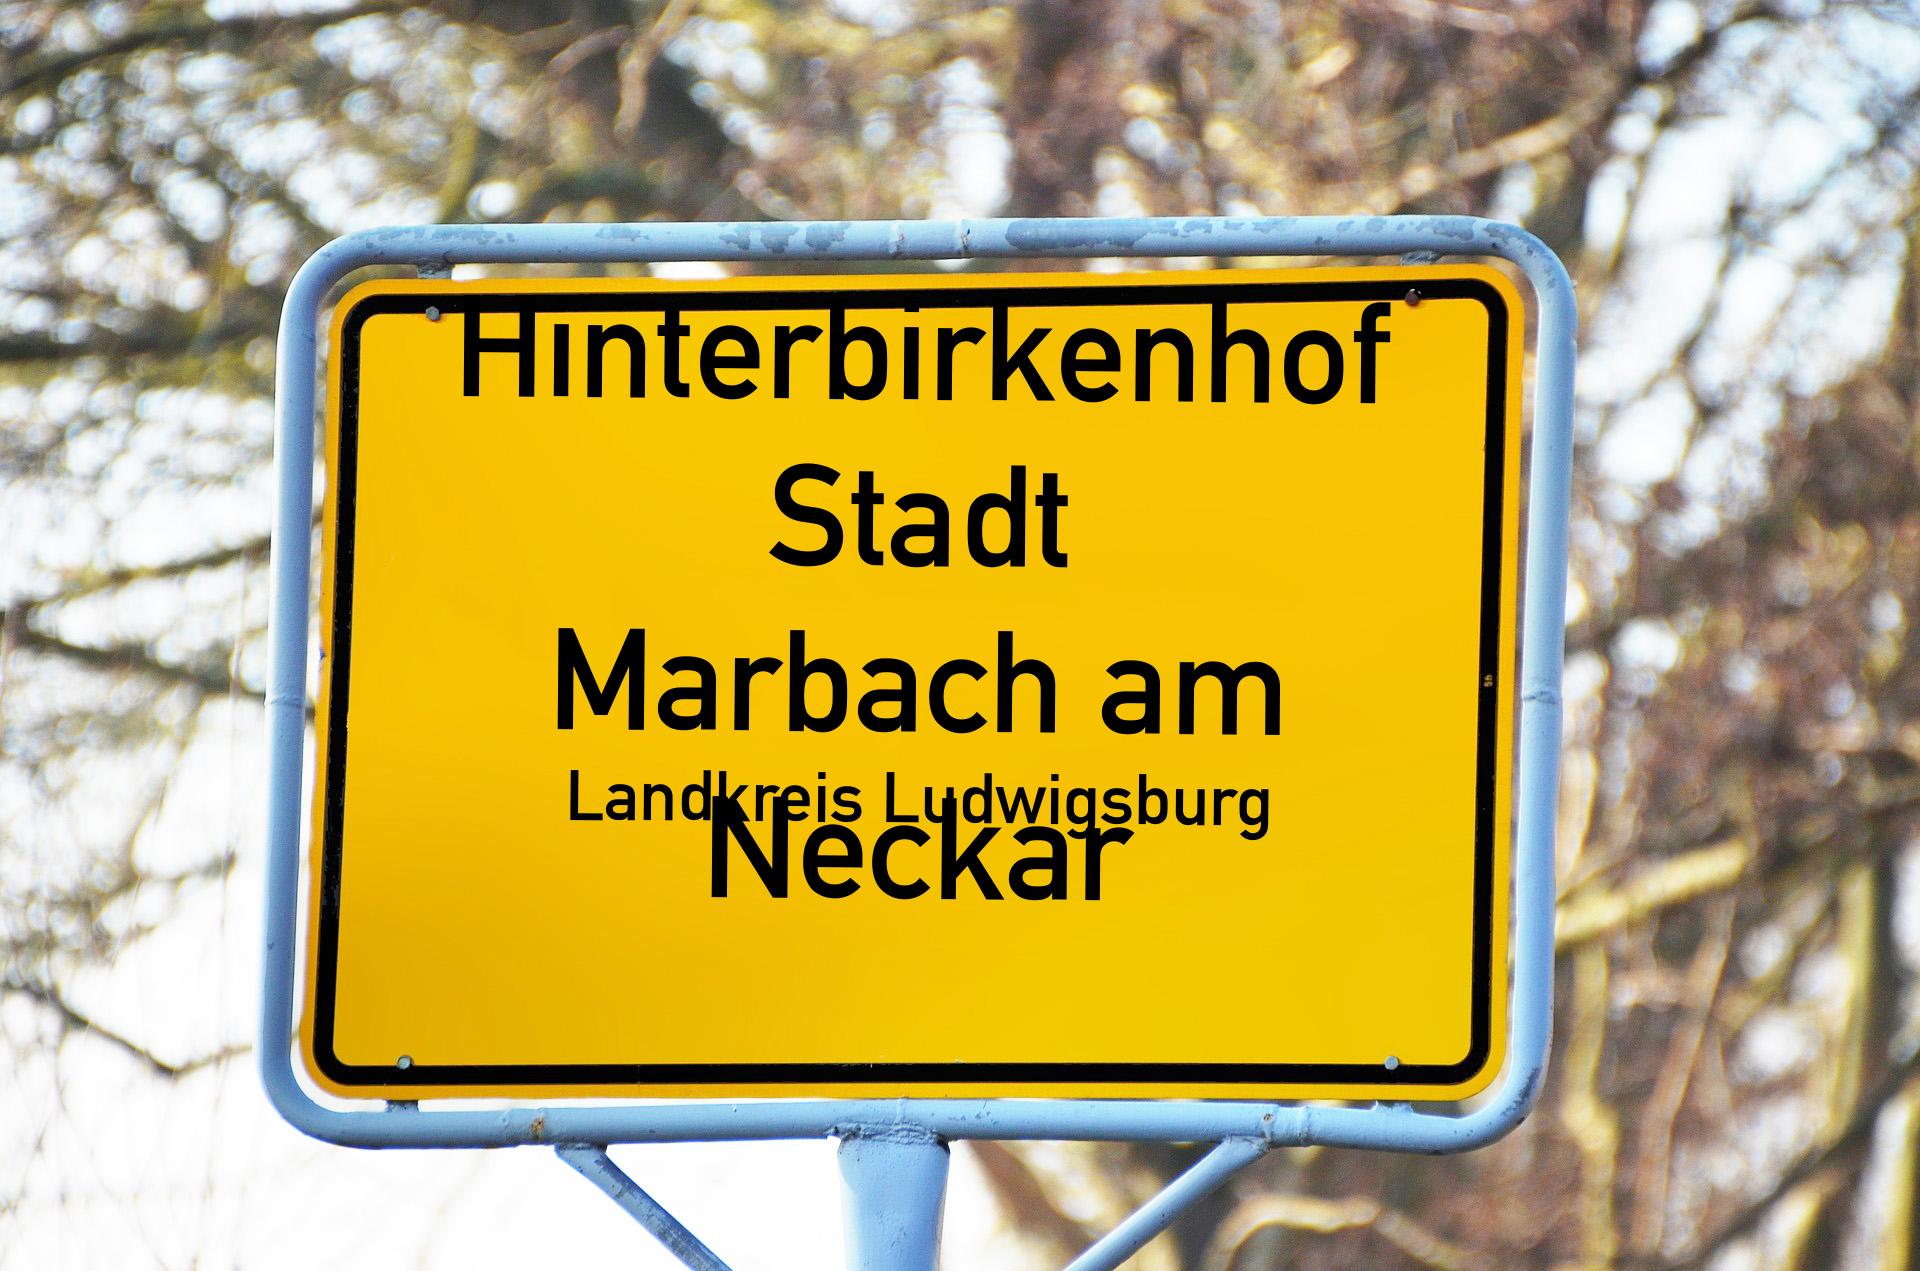 Hinterbirkenhof
Stadt
Marbach am
Landkreis Ludwigsburg
Neckar